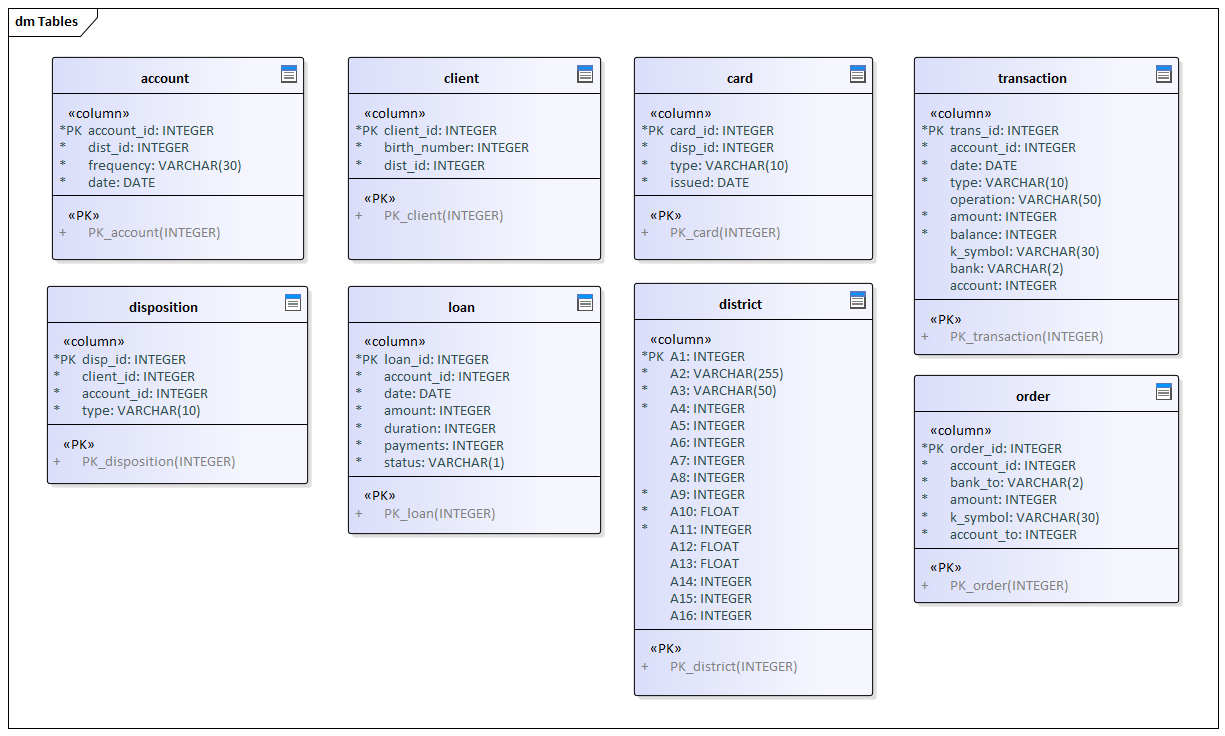 dm Tables
account
«column»
*PK account_id: INTEGER
* dist_id: INTEGER
* frequency: VARCHAR(30)
* date: DATE
«PK»
+ PK_account(INTEGER)
client
«column»
*PK client_id: INTEGER
* birth_number: INTEGER
* dist_id: INTEGER
«PK»
+ PK_client(INTEGER)
card
«column»
*PK card_id: INTEGER
* disp_id: INTEGER
* type: VARCHAR(10)
* issued: DATE
«PK»
+ PK_card(INTEGER)
transaction
«column»
*PK trans_id: INTEGER
* account_id: INTEGER
* date: DATE
* type: VARCHAR(10)
operation: VARCHAR(50)
* amount: INTEGER
* balance: INTEGER
k_symbol: VARCHAR(30)
bank: VARCHAR(2)
account: INTEGER
«PK»
+ PK_transaction(INTEGER)
disposition
«column»
*PK disp_id: INTEGER
* client_id: INTEGER
* account_id: INTEGER
* type: VARCHAR(10)
«PK»
+ PK_disposition(INTEGER)
loan
«column»
*PK loan_id: INTEGER
* account_id: INTEGER
* date: DATE
* amount: INTEGER
* duration: INTEGER
* payments: INTEGER
* status: VARCHAR(1)
«PK»
+ PK_loan(INTEGER)
district
«column»
*PK A1: INTEGER
* A2: VARCHAR(255)
* A3: VARCHAR(50)
* A4: INTEGER
A5: INTEGER
A6: INTEGER
A7: INTEGER
A8: INTEGER
* A9: INTEGER
* A10: FLOAT
* A11: INTEGER
A12: FLOAT
A13: FLOAT
A14: INTEGER
A15: INTEGER
A16: INTEGER
«PK»
+ PK_district(INTEGER)
order
«column»
*PK order_id: INTEGER
* account_id: INTEGER
* bank_to: VARCHAR(2)
* amount: INTEGER
* k_symbol: VARCHAR(30)
* account_to: INTEGER
«PK»
+ PK_order(INTEGER)